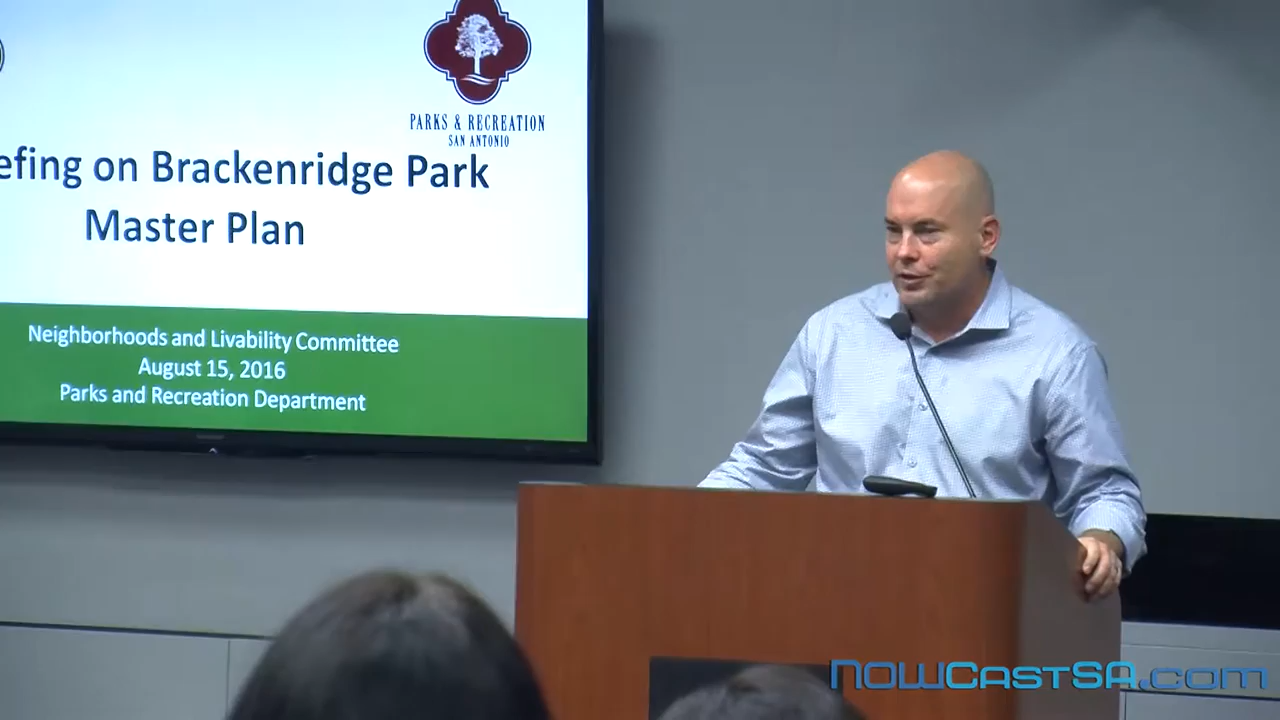 PARKS & RECREATION
SAN ANTONIO
efing on Brackenridge Park
Master Plan
Neighborhoods and Livability Committee
August 15, 2016
Parks and Recreation Department
NOWCastSA.com